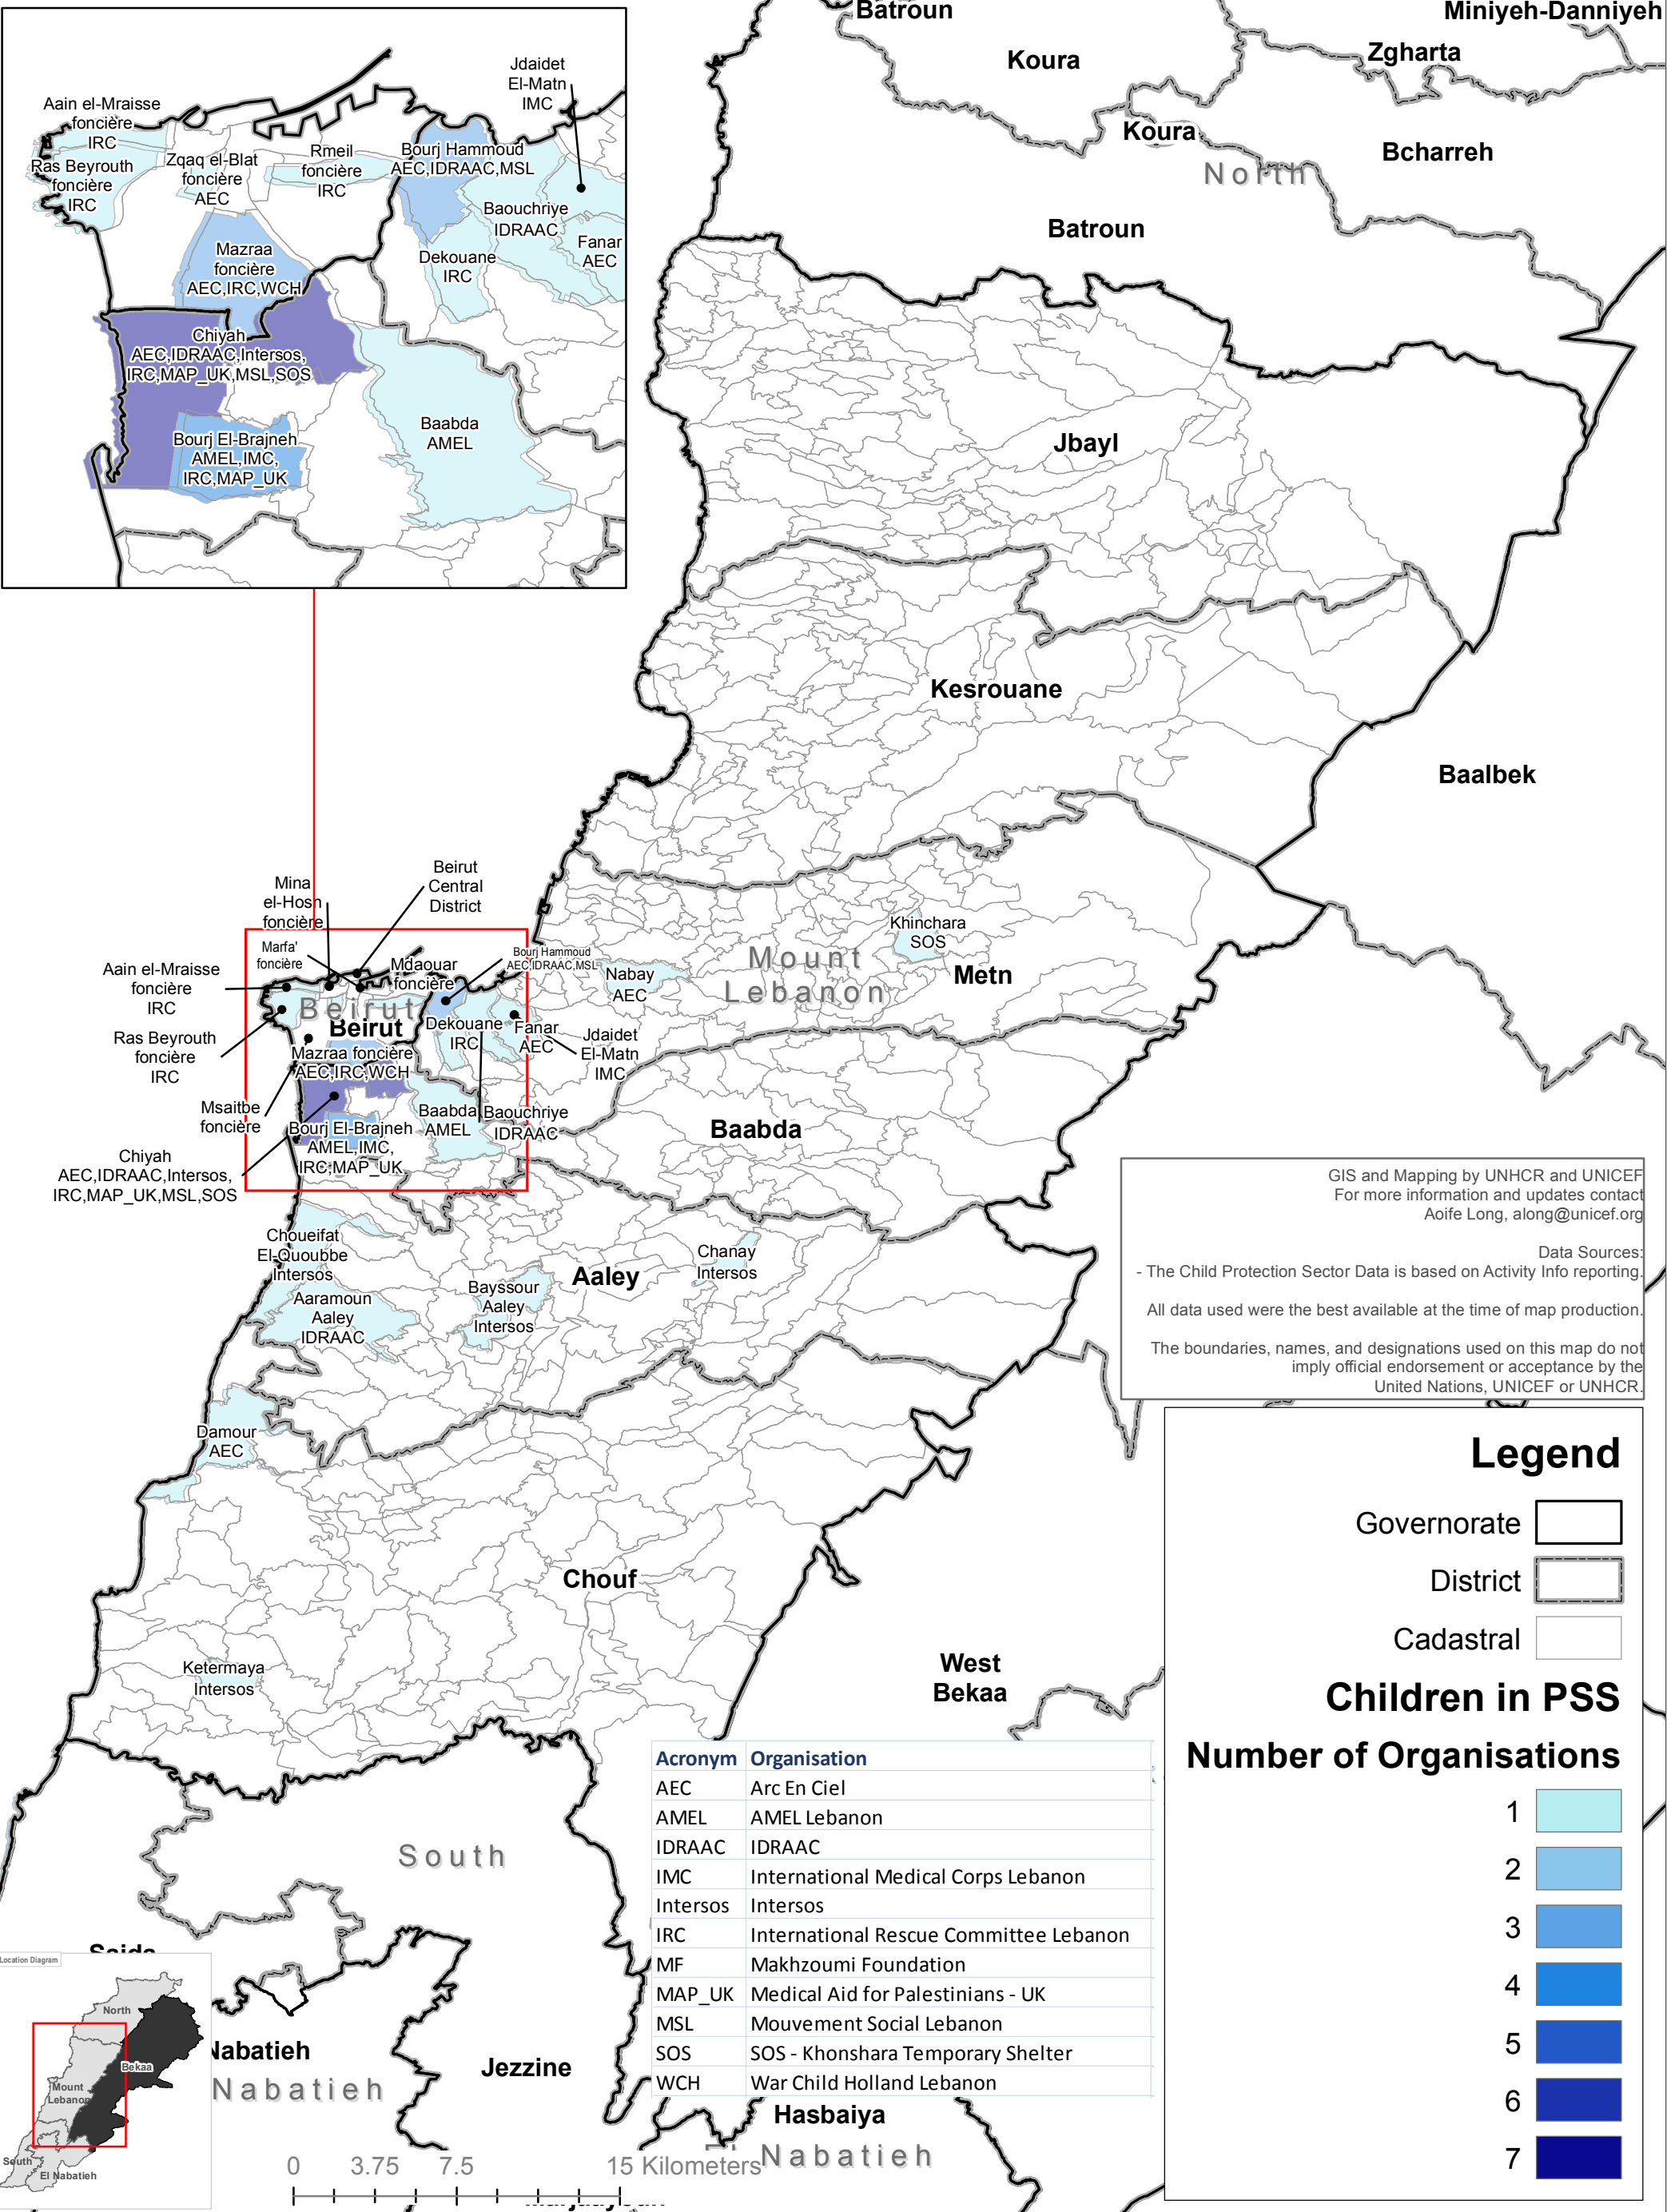 Batroun
Miniyeh-Danniyeh
Koura
Zgharta
Koura
Bcharreh
North
Batroun
Jdaidet
El-Matn
IMC
Aain el-Mraisse
foncière
IRC
Ras Beyrouth
foncière
IRC
Zqaq el-Blat
foncière
AEC
Rmeil
foncière
IRC
Bourj Hammoud
AEC,IDRAAC,MSL
Baouchriye
IDRAAC
Fanar
AEC
Dekouane
IRC
Mazraa
foncière
AEC,IRC,WCH
Chiyah
AEC,IDRAAC,Intersos,
IRC,MAP_UK,MSL,SOS
Baabda
AMEL
Bourj El-Brajneh
AMEL,IMC,
IRC,MAP_UK
Jbayl
Kesrouane
Baalbek
Beirut
Central
District
Mina
el-Hosn
foncière
Marfa'
foncière
Mdaouar
foncière
Bourj Hammoud
AEC,IDRAAC,MSL
Aain el-Mraisse
foncière
IRC
Beirut
Beirut
Ras Beyrouth
foncière
IRC
Dekouane
IRC
Fanar
AEC
Jdaidet
El-Matn
IMC
Nabay
AEC
Khinchara
SOS
Mount
Lebanon
Metn
Mazraa foncière
AEC,IRC,WCH
Msaitbe
foncière
Baabda
AMEL
Baouchriye
IDRAAC
Bourj El-Brajneh
AMEL,IMC,
IRC,MAP_UK
Chiyah
AEC,IDRAAC,Intersos,
IRC,MAP_UK,MSL,SOS
Baabda
Choueifat
El-Quoubbe
Intersos
Aaramoun
Aaley
IDRAAC
Bayssour
Aaley
Intersos
Aaley
Chanay
Intersos
Damour
AEC
Chouf
Ketermaya
Intersos
West
Bekaa
GIS and Mapping by UNHCR and UNICEF
For more information and updates contact
Aoife Long, along@unicef.org
Data Sources:
- The Child Protection Sector Data is based on Activity Info reporting.
All data used were the best available at the time of map production.
The boundaries, names, and designations used on this map do not
imply official endorsement or acceptance by the
United Nations, UNICEF or UNHCR.
Legend
Governorate
District
Cadastral
Children in PSS
Number of Organisations
1
2
3
4
5
6
7
Acronym Organisation
AEC Arc En Ciel
AMEL AMEL Lebanon
IDRAAC IDRAAC
IMC International Medical Corps Lebanon
Intersos Intersos
IRC International Rescue Committee Lebanon
MF Makhzoumi Foundation
MAP_UK Medical Aid for Palestinians - UK
MSL Mouvement Social Lebanon
SOS SOS - Khonshara Temporary Shelter
WCH War Child Holland Lebanon
South
Saida
Nabatieh
Nabatieh
Jezzine
Hasbaiya
El Nabatieh
Location Diagram
North
Bekaa
Mount
Lebanon
South
El Nabatieh
0 3.75 7.5 15 Kilometers